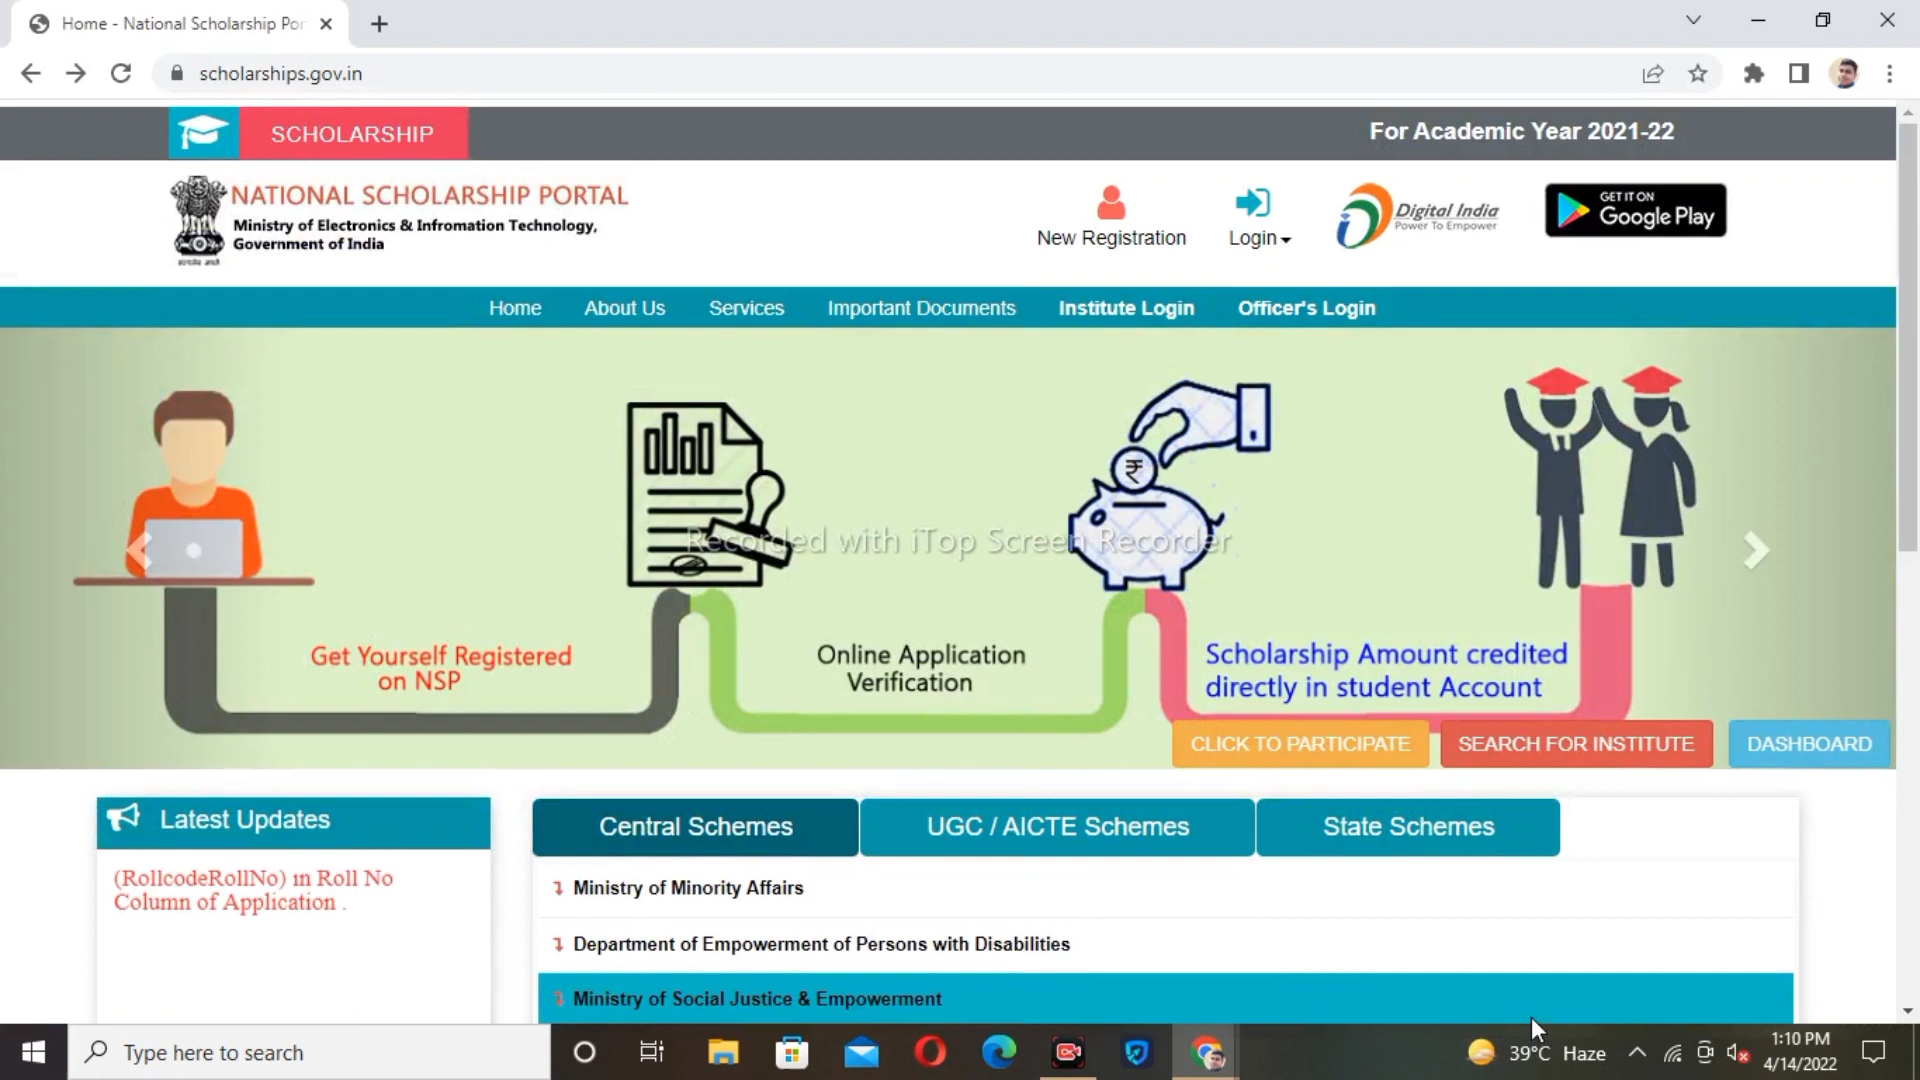 Home - National Scholarship Por
scholarships.gov.in
SCHOLARSHIP
For Academic Year 2021-22
NATIONAL SCHOLARSHIP PORTAL
Ministry of Electronics & Infromation Technology,
Government of India
New Registration
Login
Digital India
Power To Empower
GET IT ON
Google Play
Home
About Us
Services
Important Documents
Institute Login
Officer's Login
₹
Recorded with iTop Screen Recorder
Get Yourself Registered
on NSP
Online Application
Verification
Scholarship Amount credited
directly in student Account
CLICK TO PARTICIPATE
SEARCH FOR INSTITUTE
DASHBOARD
Latest Updates
(RollcodeRollNo) in Roll No
Column of Application .
Central Schemes
UGC / AICTE Schemes
State Schemes
Ministry of Minority Affairs
Department of Empowerment of Persons with Disabilities
Ministry of Social Justice & Empowerment
Type here to search
39°C Haze
1:10 PM
4/14/2022